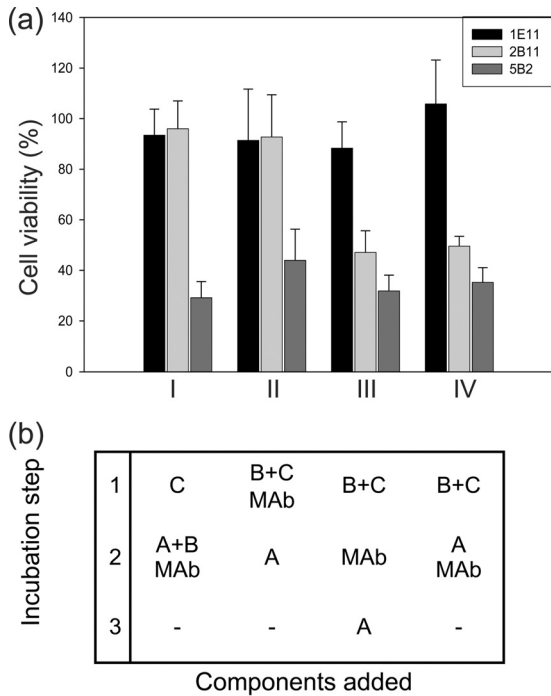 (a)
140
120
100
80
60
40
20
0
Cell viability (%)
1E11
2B11
5B2
I II III IV
(b)
Incubation step
1 C B+C MAb B+C B+C
2 A+B MAb A MAb A MAb
3 - - A -
Components added